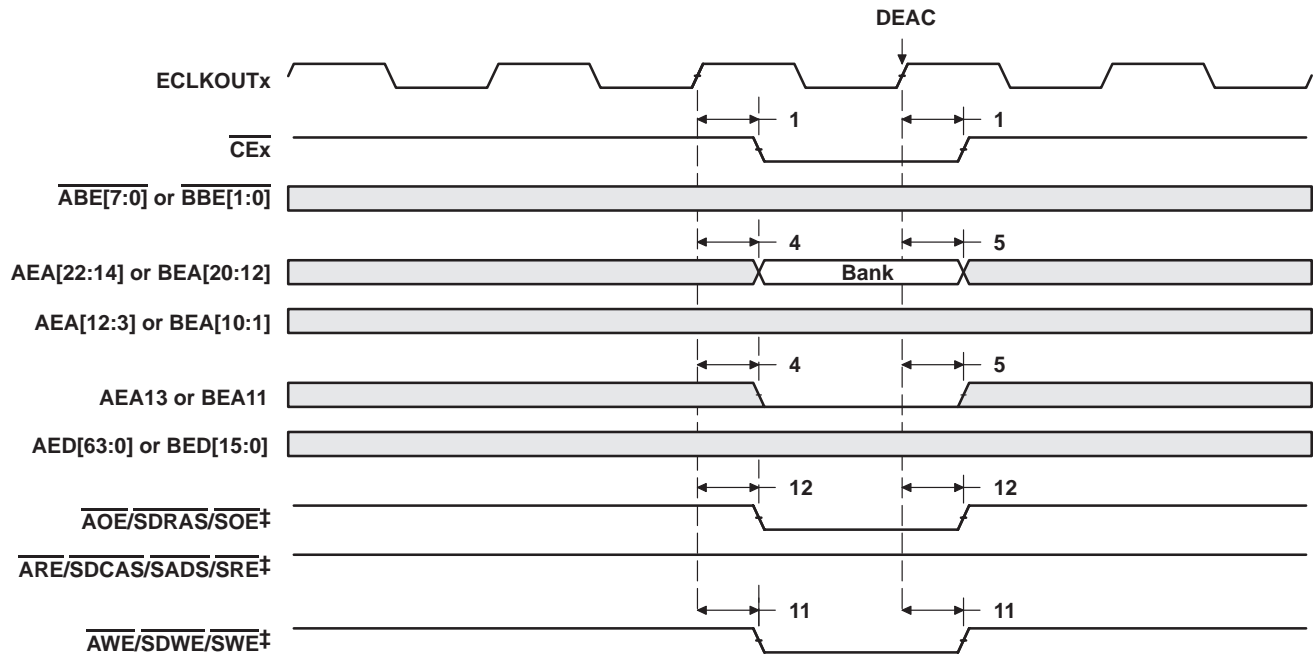 DEAC
ECLKOUTx
1 1
CEx
ABE[7:0] or BBE[1:0]
4 5
AEA[22:14] or BEA[20:12] Bank
AEA[12:3] or BEA[10:1]
4 5
AEA13 or BEA11
AED[63:0] or BED[15:0]
12 12
AOE/SDRAS/SOE‡
ARE/SDCAS/SADS/SRE‡
11 11
AWE/SDWE/SWE‡